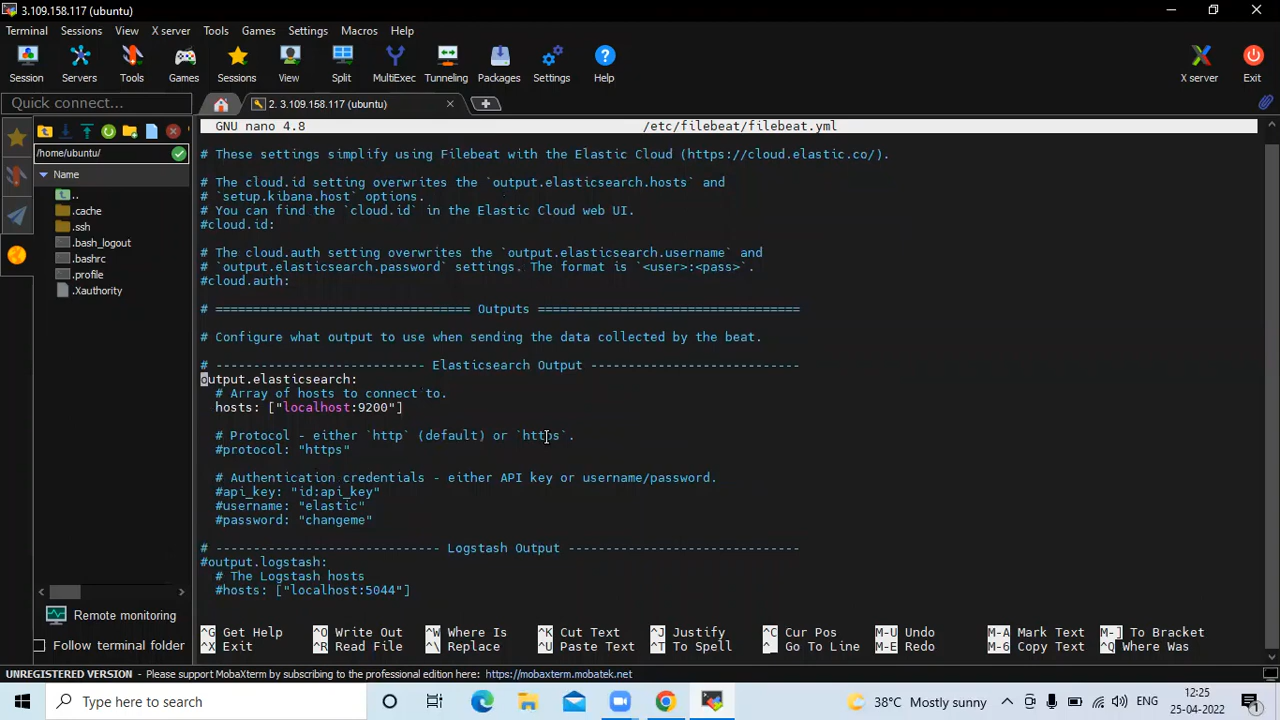 3.109.158.117 (ubuntu)
Terminal Sessions View X server Tools Games Settings Macros Help
Session Servers Tools Games Sessions View Split MultiExec Tunneling Packages Settings Help X server Exit
Quick connect... 2. 3.109.158.117 (ubuntu)
/home/ubuntu/
Name
..
.cache
.ssh
.bash_logout
.bashrc
.profile
.Xauthority
Remote monitoring
Follow terminal folder
GNU nano 4.8 /etc/filebeat/filebeat.yml
# These settings simplify using Filebeat with the Elastic Cloud (https://cloud.elastic.co/).
# The cloud.id setting overwrites the `output.elasticsearch.hosts` and
# `setup.kibana.host` options.
# You can find the `cloud.id` in the Elastic Cloud web UI.
#cloud.id:
# The cloud.auth setting overwrites the `output.elasticsearch.username` and
# `output.elasticsearch.password` settings. The format is `<user>:<pass>`.
#cloud.auth:
# ================================== Outputs ===================================
# Configure what output to use when sending the data collected by the beat.
# ---------------------------- Elasticsearch Output ----------------------------
output.elasticsearch:
# Array of hosts to connect to.
hosts: ["localhost:9200"]
# Protocol - either `http` (default) or `https`.
#protocol: "https"
# Authentication credentials - either API key or username/password.
#api_key: "id:api_key"
#username: "elastic"
#password: "changeme"
# ------------------------------ Logstash Output -------------------------------
#output.logstash:
# The Logstash hosts
#hosts: ["localhost:5044"]
^G Get Help ^O Write Out ^W Where Is ^K Cut Text ^J Justify ^C Cur Pos M-U Undo M-A Mark Text M-] To Bracket
^X Exit ^R Read File ^\ Replace ^U Paste Text ^T To Spell ^_ Go To Line M-E Redo M-6 Copy Text ^Q Where Was
UNREGISTERED VERSION - Please support MobaXterm by subscribing to the professional edition here: https://mobaxterm.mobatek.net
Type here to search 38°C Mostly sunny ENG 12:25
25-04-2022
1